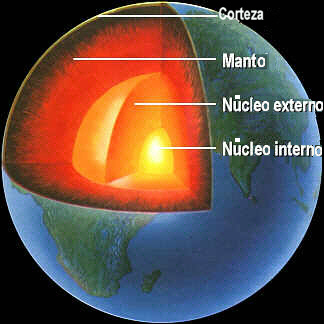 Corteza
Manto
Núcleo externo
Núcleo interno